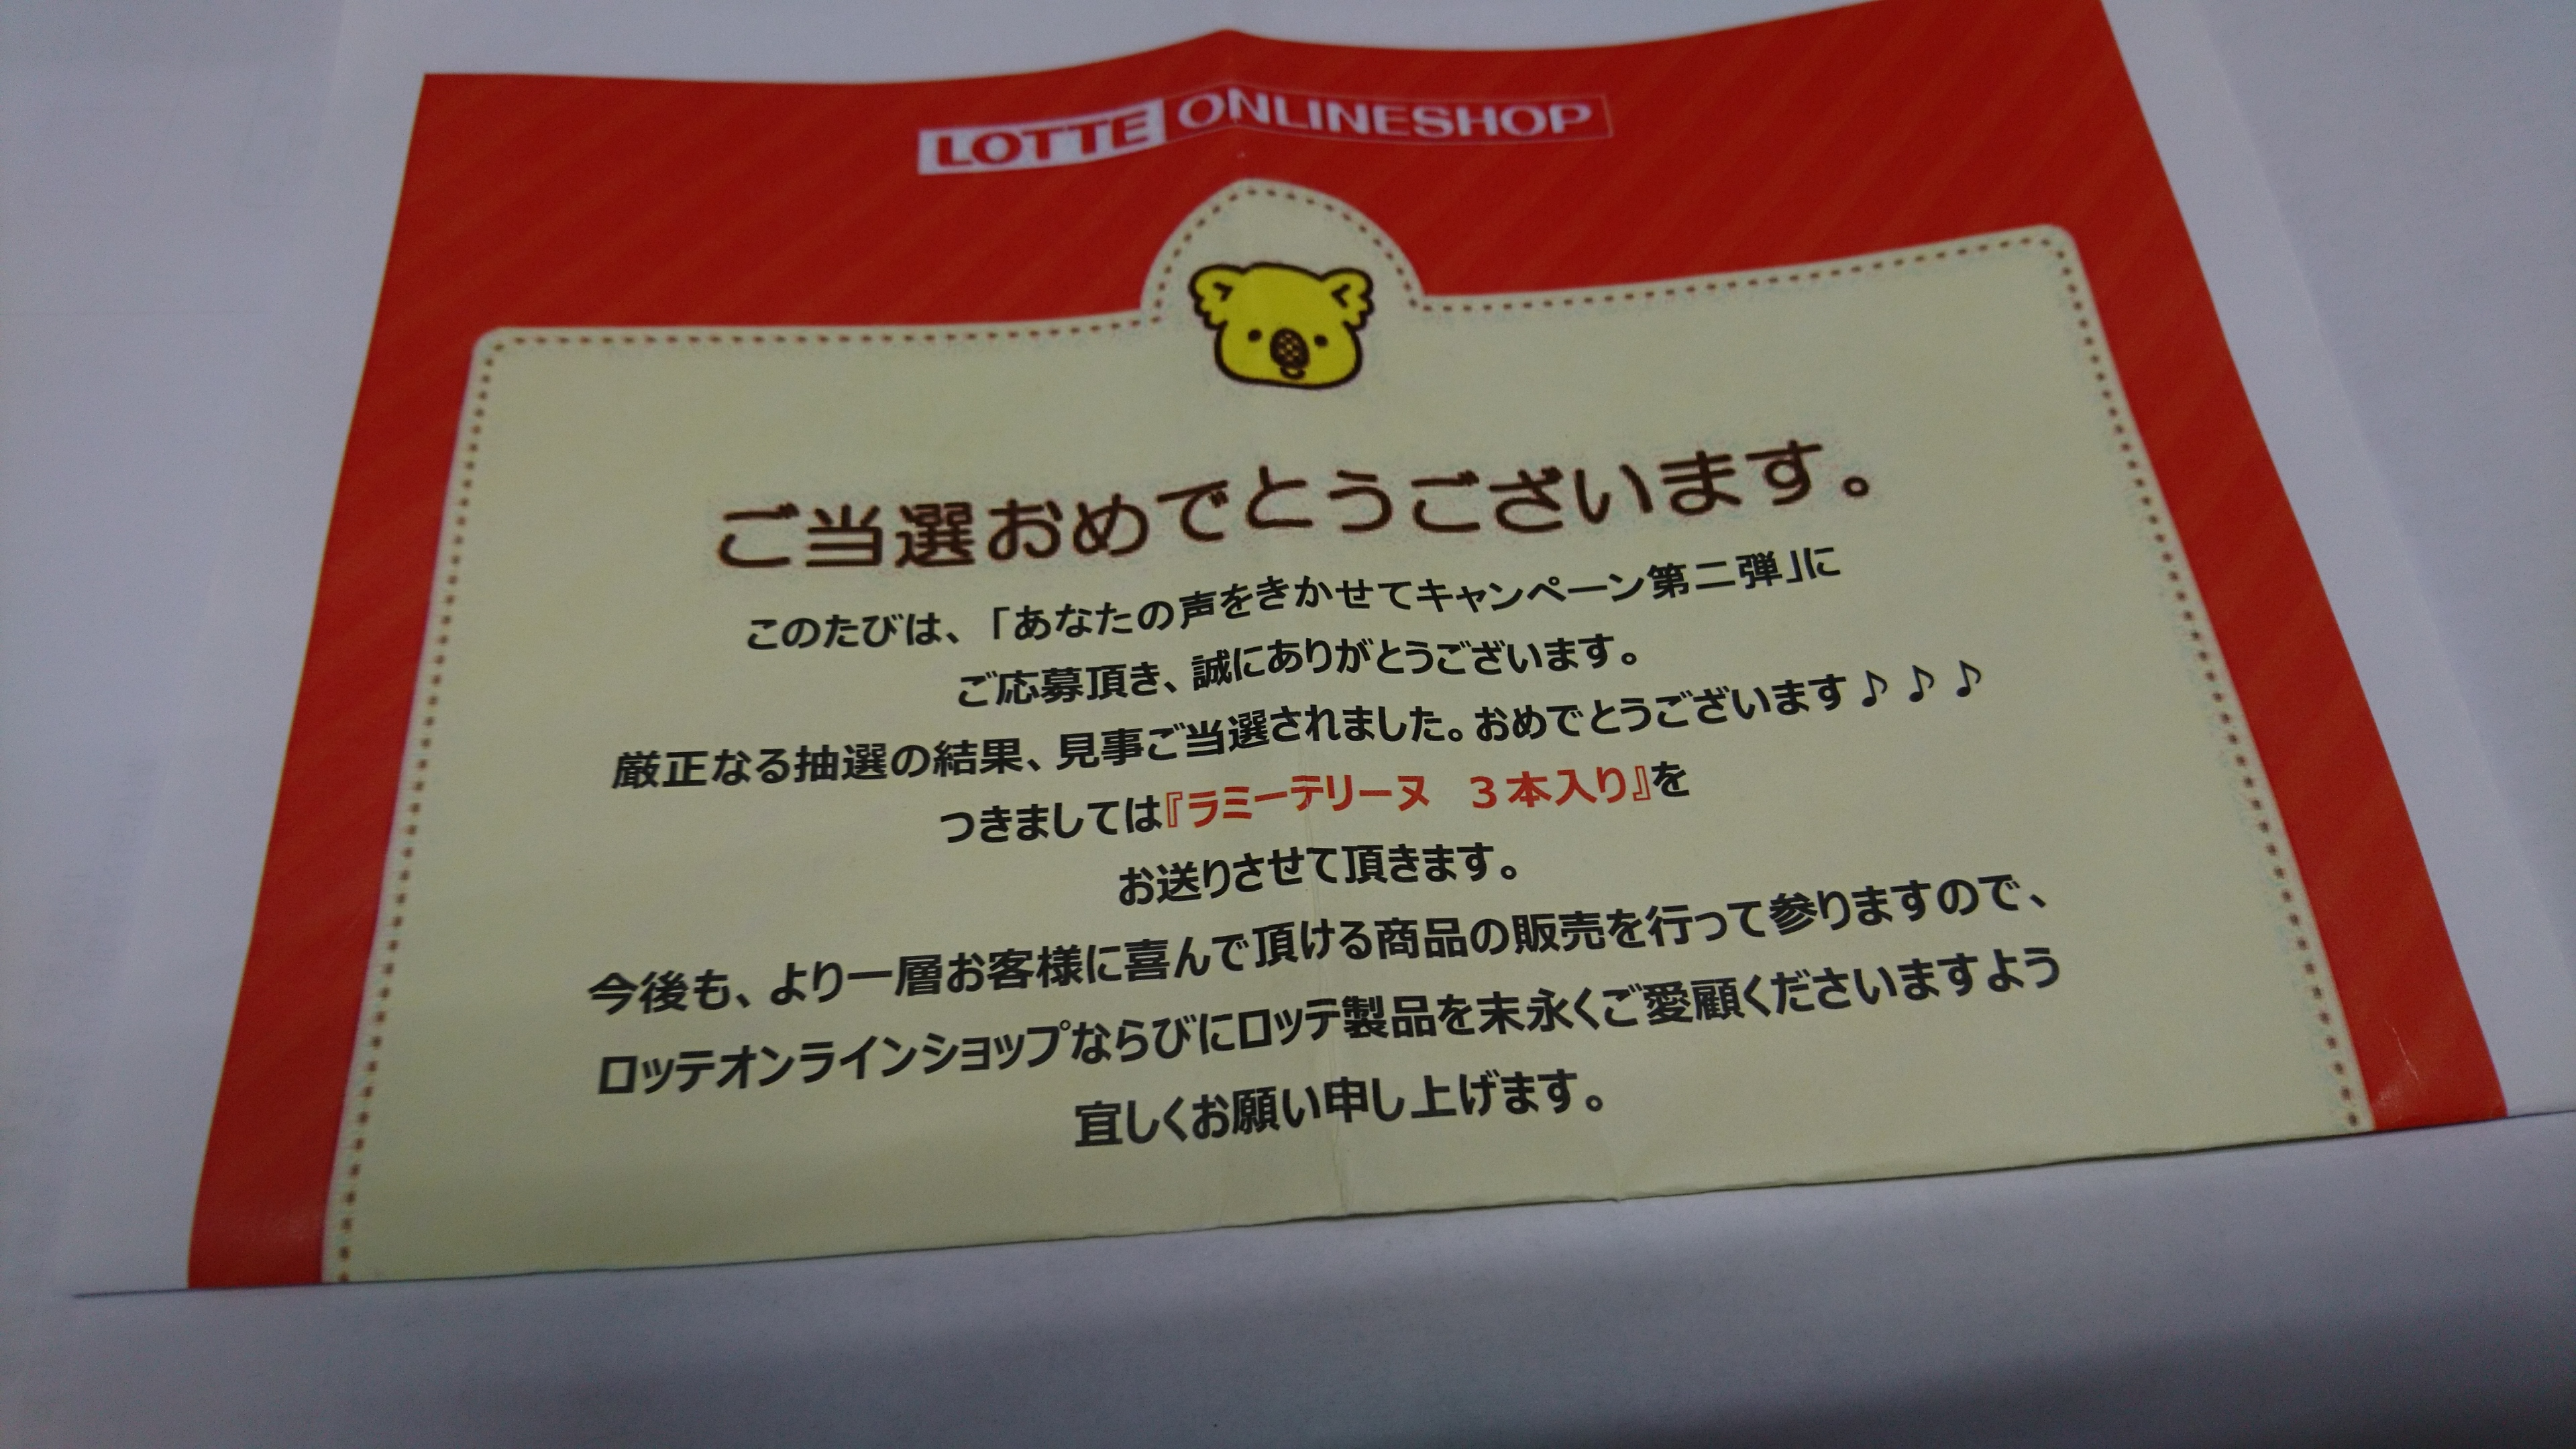 LOTTE ONLINESHOP
ご当選おめでとうございます。
このたびは、「あなたの声をきかせてキャンペーン第二弾」に
ご応募頂き、誠にありがとうございます。
厳正なる抽選の結果、見事ご当選されました。おめでとうございます♪♪♪
つきましては『ラミーテリーヌ　3本入り』を
お送りさせて頂きます。
今後も、より一層お客様に喜んで頂ける商品の販売を行って参りますので、
ロッテオンラインショップならびにロッテ製品を末永くご愛顧くださいますよう
宜しくお願い申し上げます。